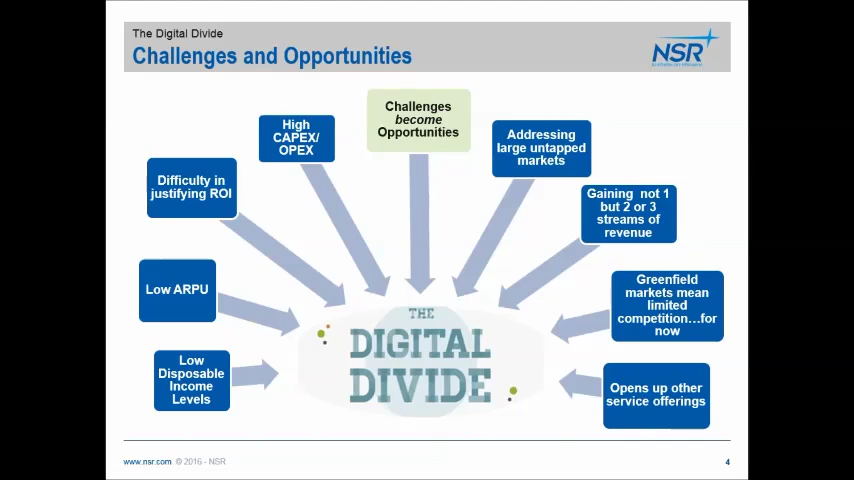 The Digital Divide
Challenges and Opportunities
NSR
Challenges
become
Opportunities
High
CAPEX/
OPEX
Addressing
large untapped
markets
Difficulty in
justifying ROI
Gaining not 1
but 2 or 3
streams of
revenue
Low ARPU
Greenfield
markets mean
limited
competition…for
now
Low
Disposable
Income
Levels
Opens up other
service offerings
THE
DIGITAL
DIVIDE
www.nsr.com © 2016 - NSR
4